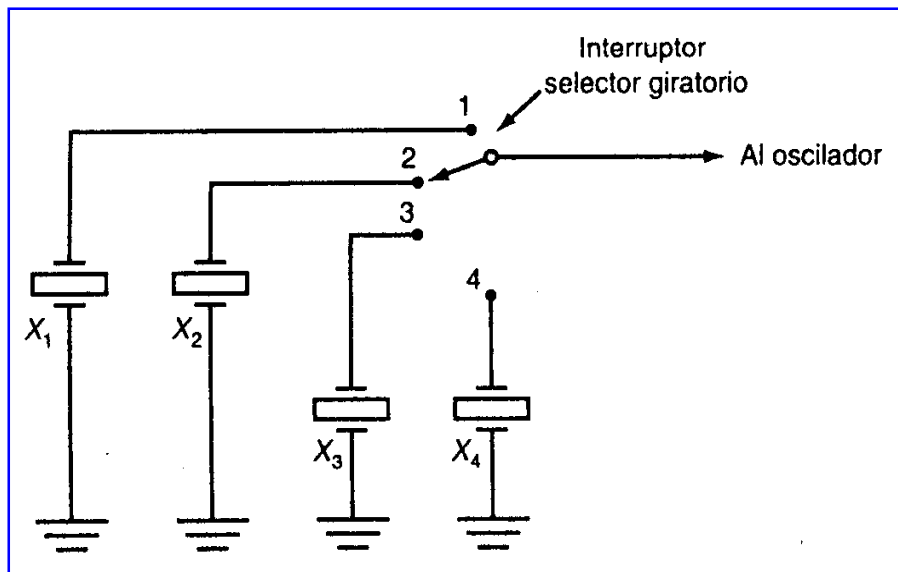 Interruptor
selector giratorio
1
Al oscilador
2
3
4
X₁
X₂
X₃
X₄